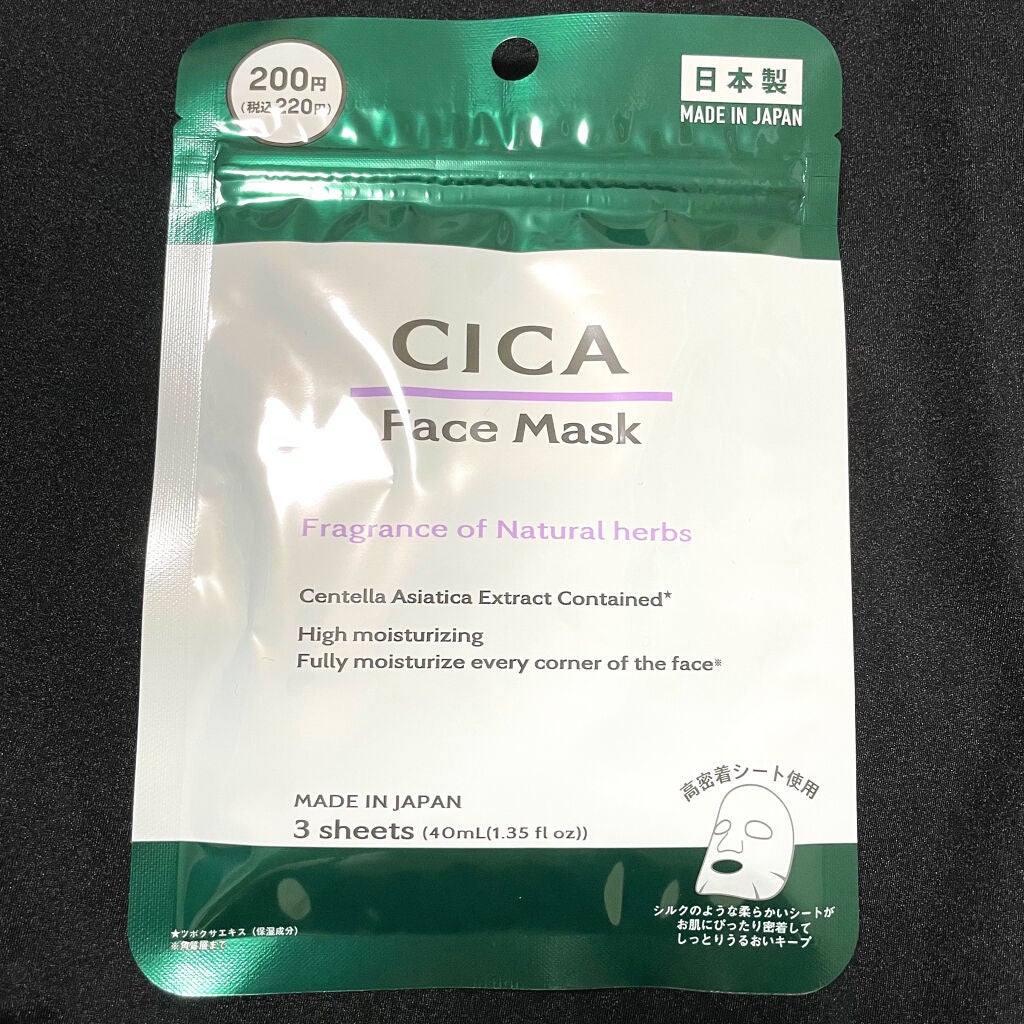 200円
(税込220円)
日本製
MADE IN JAPAN
CICA
Face Mask
Fragrance of Natural herbs
Centella Asiatica Extract Contained★
High moisturizing
Fully moisturize every corner of the face※
MADE IN JAPAN
3 sheets (40mL(1.35 fl oz))
高密着シート使用
シルクのような柔らかいシートが
お肌にぴったり密着して
しっとりうるおいキープ
★ツボクサエキス（保湿成分）
※角質層まで